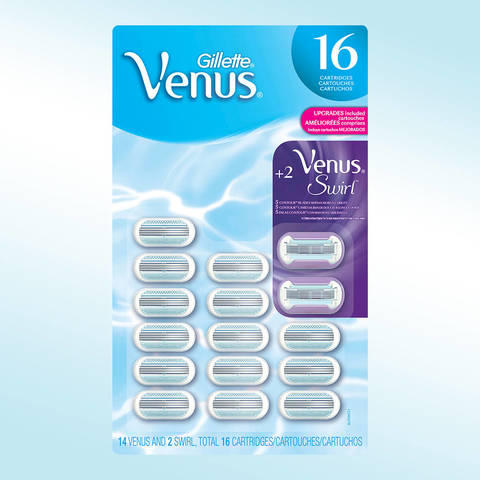 Gillette®
Venus®
16
CARTRIDGES
CARTOUCHES
CARTUCHOS
UPGRADES included
cartouches
AMÉLIORÉES comprises
Incluye cartuchos MEJORADOS
+2 Venus®
Swirl
14 VENUS AND 2 SWIRL, TOTAL 16 CARTRIDGES/CARTOUCHES/CARTUCHOS